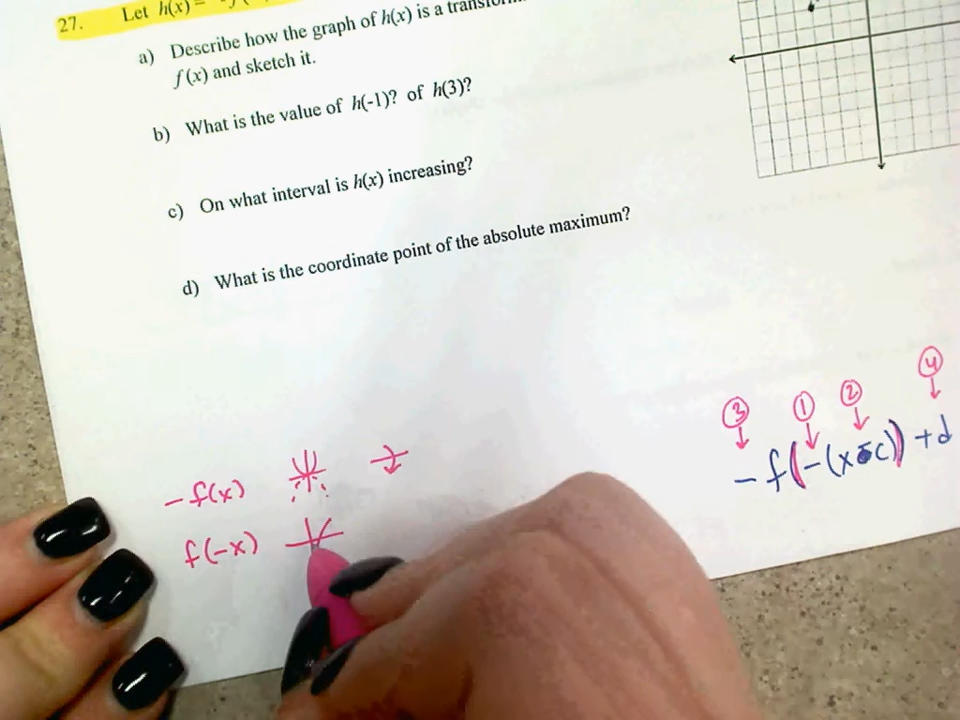 27. Let h(x) =
a) Describe how the graph of h(x) is a
f(x) and sketch it.
b) What is the value of h(-1)? of h(3)?
c) On what interval is h(x) increasing?
d) What is the coordinate point of the absolute maximum?
3 1 2 4
-f(-(x c)) + d
-f(x)
f(-x)